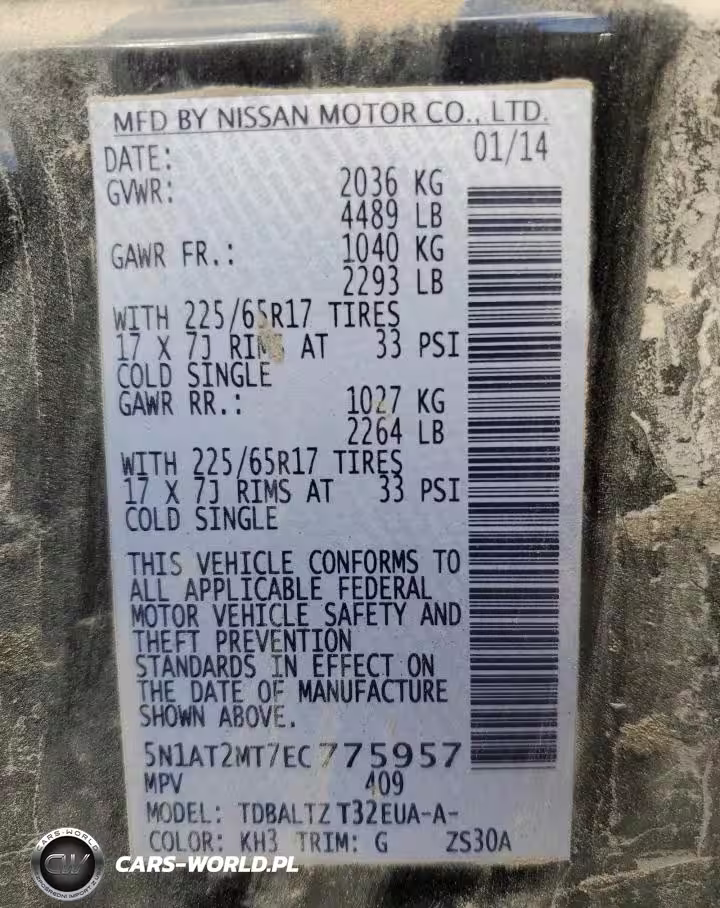 MFD BY NISSAN MOTOR CO., LTD.
DATE: 01/14
GVWR: 2036 KG
4489 LB
GAWR FR.: 1040 KG
2293 LB
WITH 225/65R17 TIRES
17 X 7J RIMS AT 33 PSI
COLD SINGLE
GAWR RR.: 1027 KG
2264 LB
WITH 225/65R17 TIRES
17 X 7J RIMS AT 33 PSI
COLD SINGLE
THIS VEHICLE CONFORMS TO
ALL APPLICABLE FEDERAL
MOTOR VEHICLE SAFETY AND
THEFT PREVENTION
STANDARDS IN EFFECT ON
THE DATE OF MANUFACTURE
SHOWN ABOVE.
5N1AT2MT7EC775957
MPV 409
MODEL: TDBALTZ T32EUA-A-
COLOR: KH3 TRIM: G ZS30A
CARS-WORLD
CW
CARS-WORLD.PL